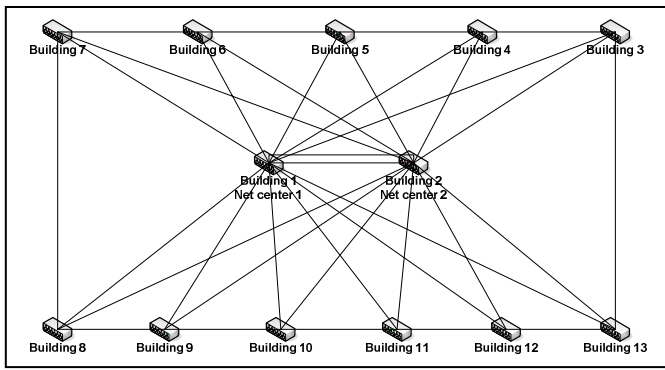 Building 7
Building 6
Building 5
Building 4
Building 3
Building 1
Net center 1
Building 2
Net center 2
Building 8
Building 9
Building 10
Building 11
Building 12
Building 13